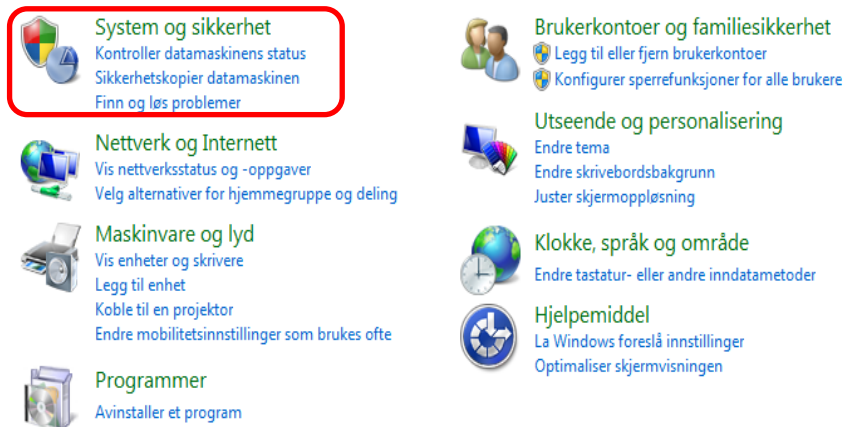 System og sikkerhet
Kontroller datamaskinens status
Sikkerhetskopier datamaskinen
Finn og løs problemer
Nettverk og Internett
Vis nettverksstatus og -oppgaver
Velg alternativer for hjemmegruppe og deling
Maskinvare og lyd
Vis enheter og skrivere
Legg til enhet
Koble til en projektor
Endre mobilitetsinnstillinger som brukes ofte
Programmer
Avinstaller et program
Brukerkontoer og familiesikkerhet
Legg til eller fjern brukerkontoer
Konfigurer sperrefunksjoner for alle brukere
Utseende og personalisering
Endre tema
Endre skrivebordsbakgrunn
Juster skjermoppløsning
Klokke, språk og område
Endre tastatur- eller andre inndatametoder
Hjelpemiddel
La Windows foreslå innstillinger
Optimaliser skjermvisningen